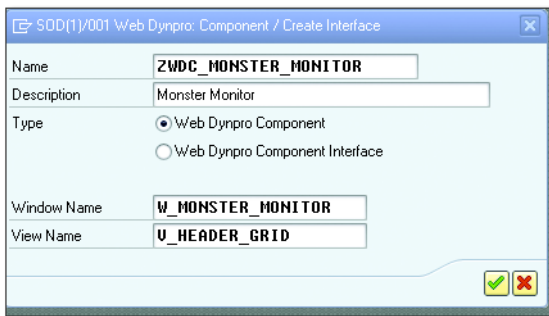 SOD(1)/001 Web Dynpro: Component / Create Interface
Name ZWDC_MONSTER_MONITOR
Description Monster Monitor
Type Web Dynpro Component
Web Dynpro Component Interface
Window Name W_MONSTER_MONITOR
View Name V_HEADER_GRID